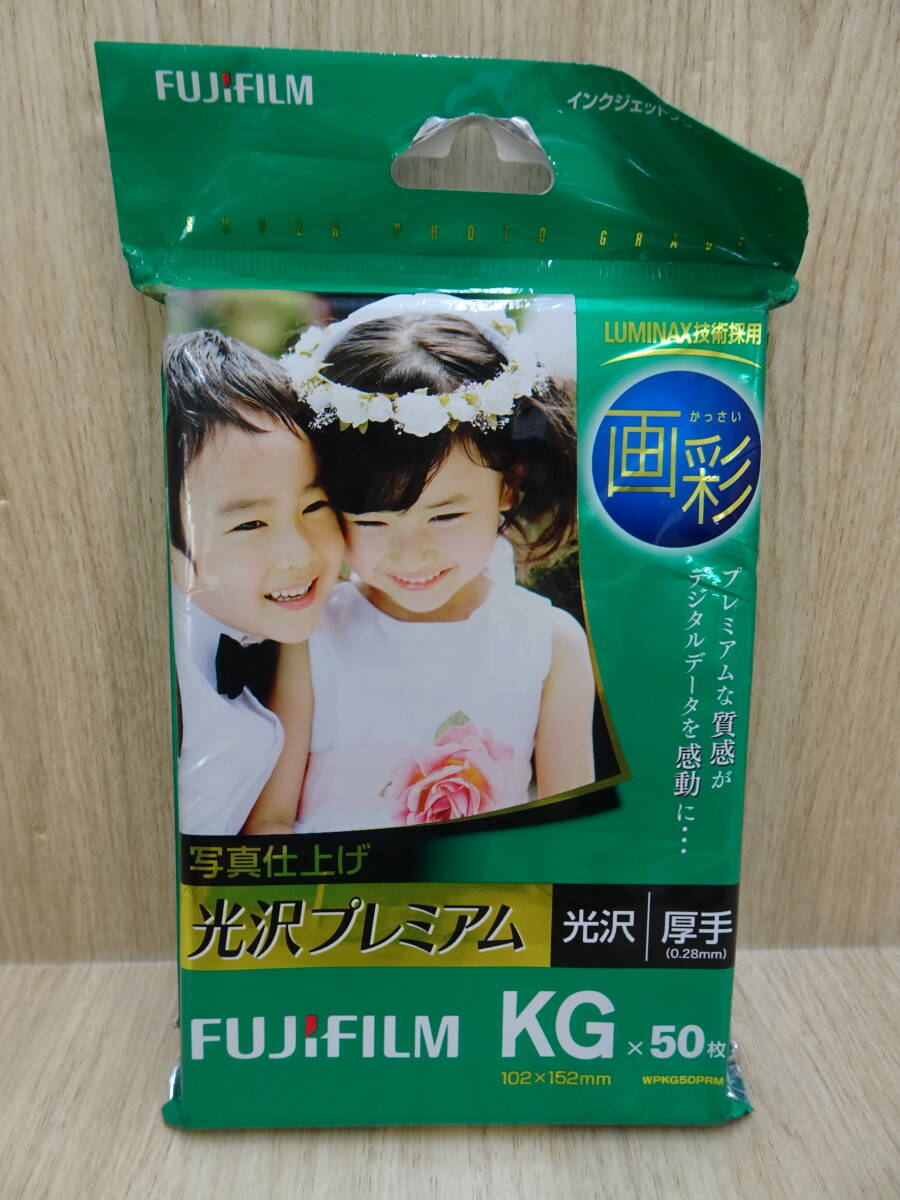 FUJIFILM
インクジェット
SUPER PHOTO GRADE
LUMINAX技術採用
かっさい
画彩
プレミアムな質感が
デジタルデータを感動に…
写真仕上げ
光沢プレミアム
光沢 厚手
(0.28mm)
FUJIFILM KG×50枚
102×152mm WPKG50PRM